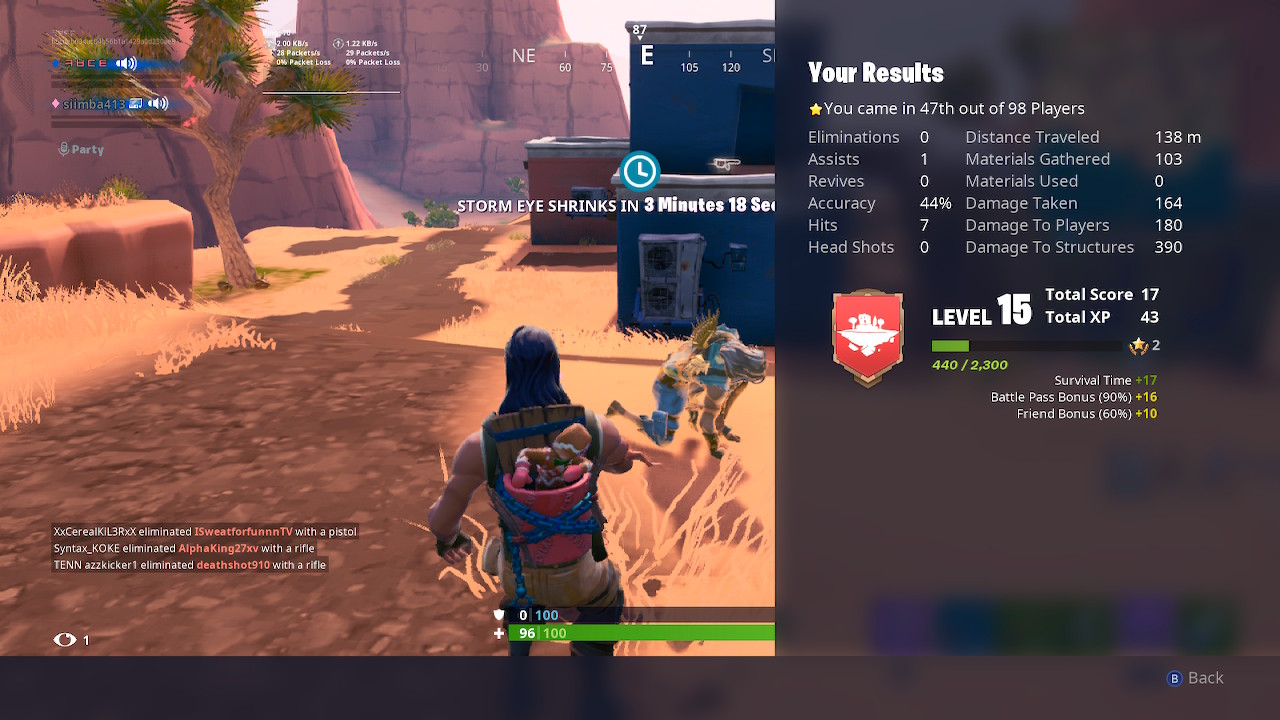 2.00 KB/s 1.22 KB/s
28 Packets/s 29 Packets/s
0% Packet Loss 0% Packet Loss
siimba413
Party
87
30 NE 60 75 E 105 120
STORM EYE SHRINKS IN 3 Minutes 18 Sec
XxCerealKiL3RxX eliminated ISweatforfunnnTV with a pistol
Syntax_KOKE eliminated AlphaKing27xv with a rifle
TENN azzkicker1 eliminated deathshot910 with a rifle
1
0 | 100
96 | 100
Your Results
You came in 47th out of 98 Players
Eliminations 0 Distance Traveled 138 m
Assists 1 Materials Gathered 103
Revives 0 Materials Used 0
Accuracy 44% Damage Taken 164
Hits 7 Damage To Players 180
Head Shots 0 Damage To Structures 390
LEVEL 15
Total Score 17
Total XP 43
2
440 / 2,300
Survival Time +17
Battle Pass Bonus (90%) +16
Friend Bonus (60%) +10
B Back